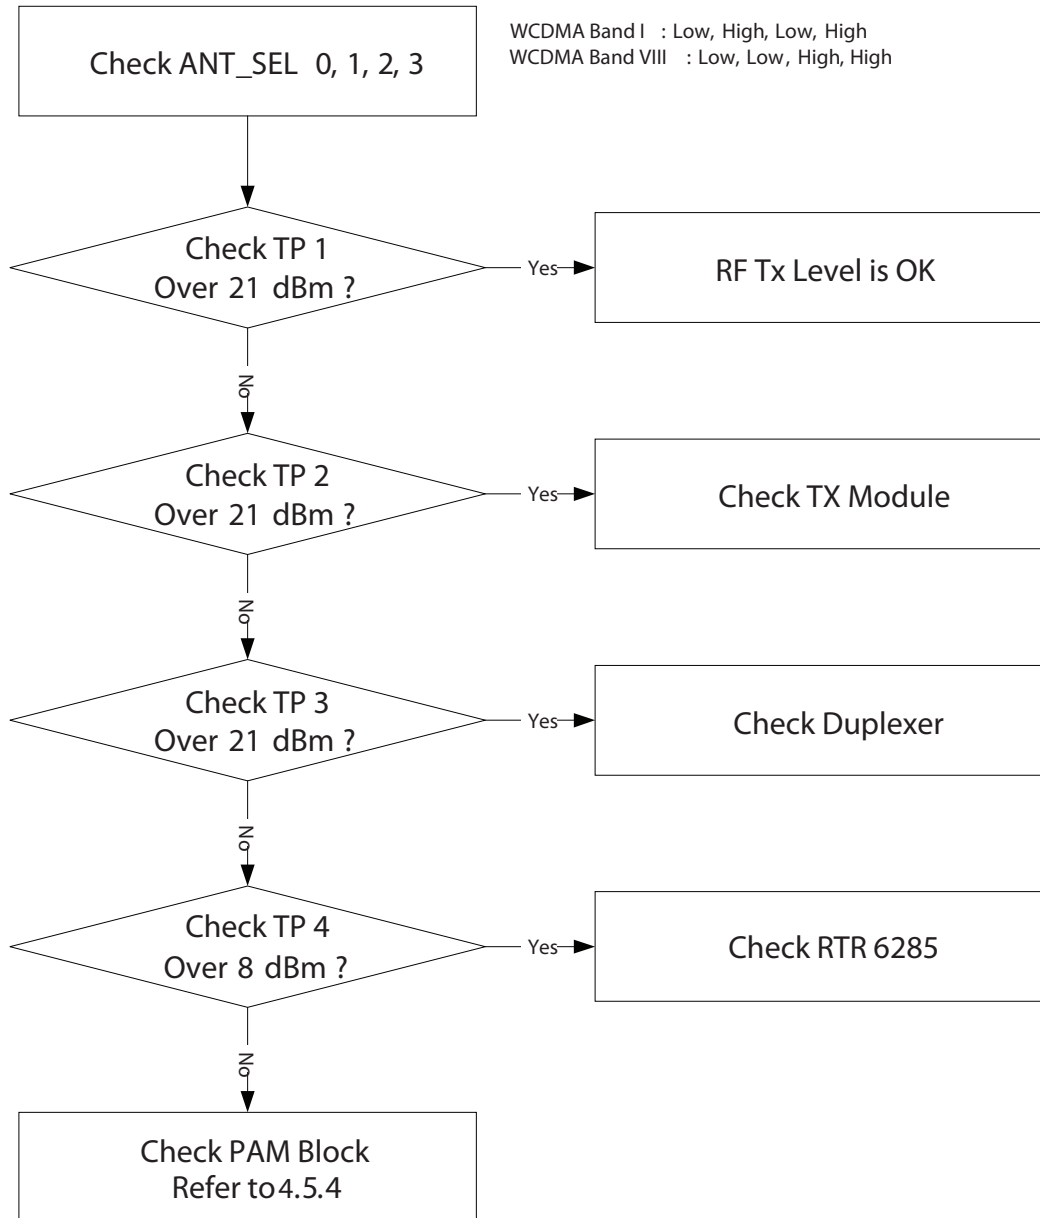 Check ANT_SEL 0, 1, 2, 3
WCDMA Band I : Low, High, Low, High
WCDMA Band VIII : Low, Low, High, High
Check TP 1
Over 21 dBm ?
Yes
RF Tx Level is OK
No
Check TP 2
Over 21 dBm ?
Yes
Check TX Module
No
Check TP 3
Over 21 dBm ?
Yes
Check Duplexer
No
Check TP 4
Over 8 dBm ?
Yes
Check RTR 6285
No
Check PAM Block
Refer to 4.5.4